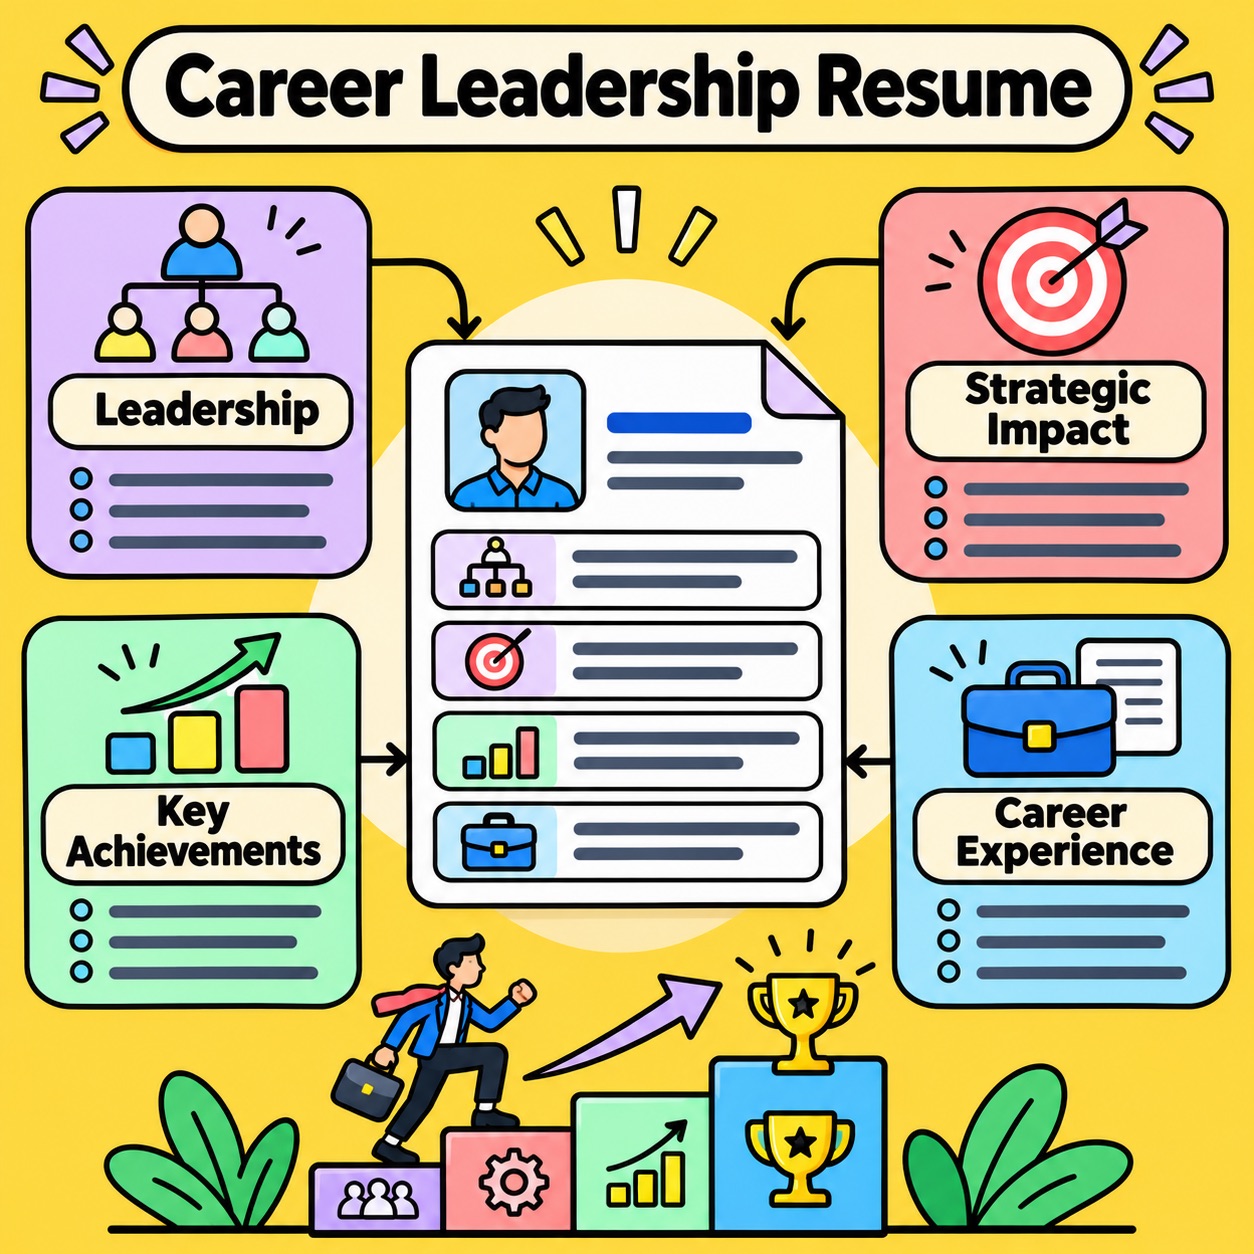 Career Leadership Resume
Leadership
Strategic
Impact
Key
Achievements
Career
Experience